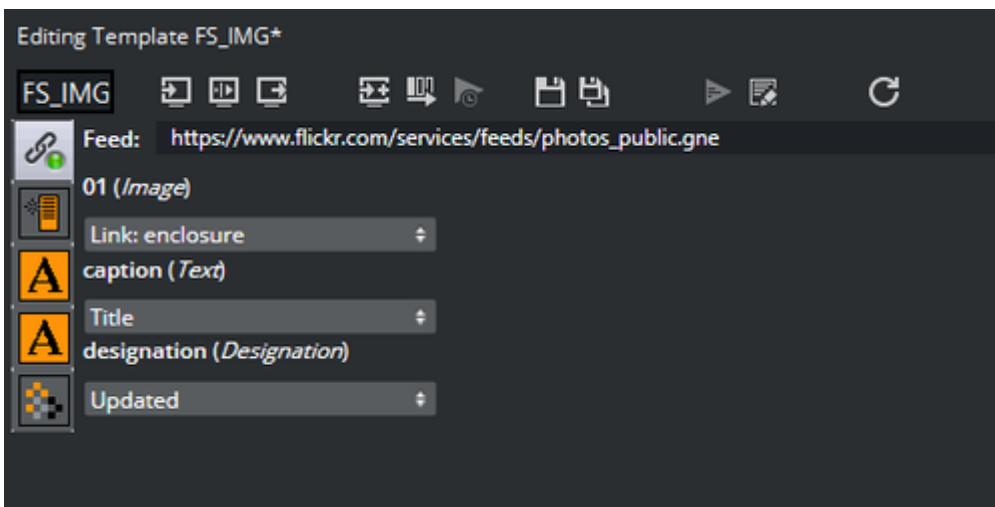 Editing Template FS_IMG*
FS_IMG
Feed: https://www.flickr.com/services/feeds/photos_public.gne
01 (Image)
Link: enclosure
caption (Text)
Title
designation (Designation)
Updated
A
A